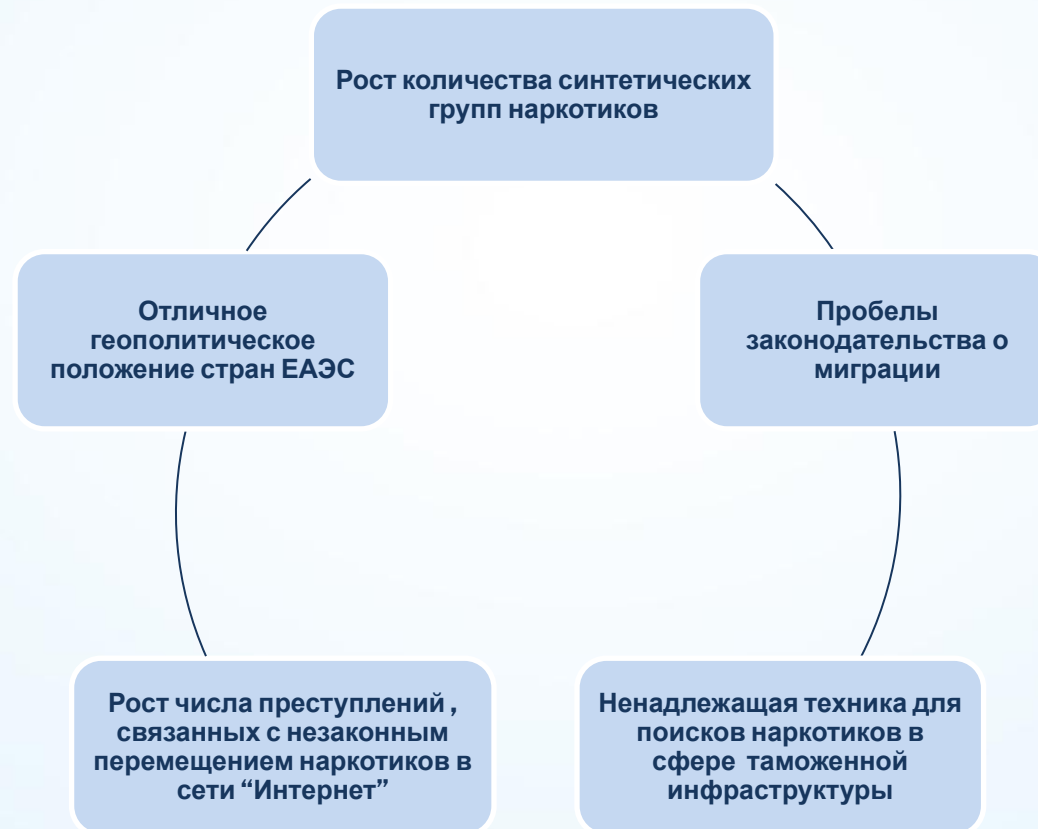 Рост количества синтетических
групп наркотиков
Отличное
геополитическое
положение стран ЕАЭС
Пробелы
законодательства о
миграции
Рост числа преступлений ,
связанных с незаконным
перемещением наркотиков в
сети “Интернет”
Ненадлежащая техника для
поисков наркотиков в
сфере таможенной
инфраструктуры